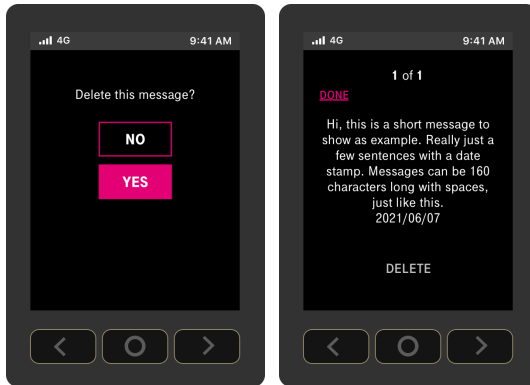 4G 9:41 AM
Delete this message?
NO
YES
4G 9:41 AM
1 of 1
DONE
Hi, this is a short message to
show as example. Really just a
few sentences with a date
stamp. Messages can be 160
characters long with spaces,
just like this.
2021/06/07
DELETE